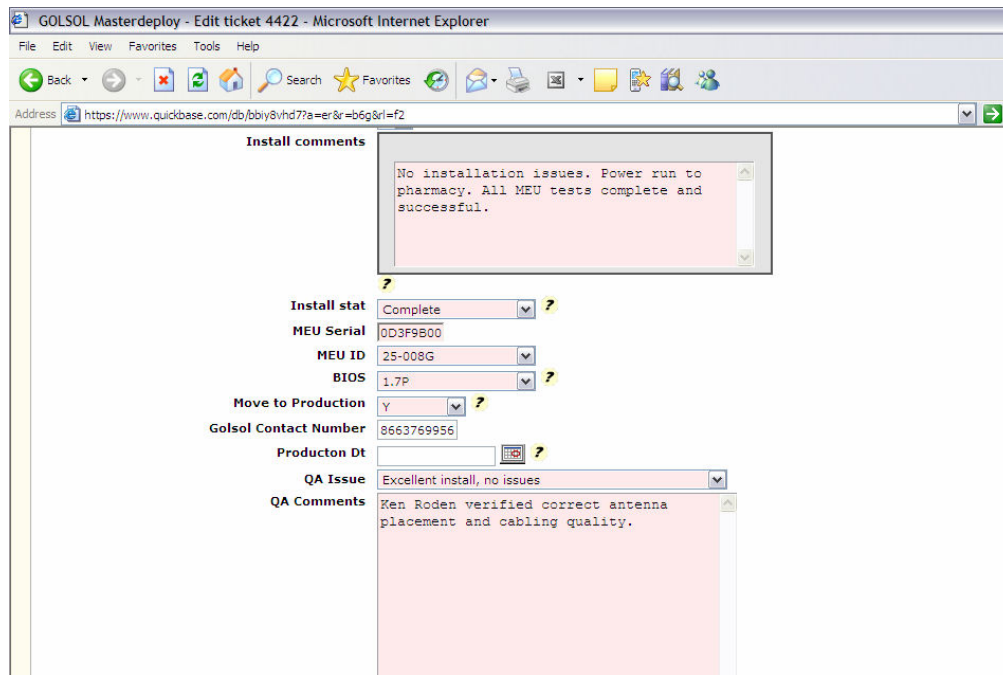 GOLSOL Masterdeploy - Edit ticket 4422 - Microsoft Internet Explorer
File Edit View Favorites Tools Help
Back Search Favorites
Address https://www.quickbase.com/db/bbiy8vhd7?a=er&r=b6g&rl=f2
Install comments
No installation issues. Power run to
pharmacy. All MEU tests complete and
successful.
?
Install stat Complete ?
MEU Serial 0D3F9B00
MEU ID 25-008G
BIOS 1.7P ?
Move to Production Y ?
Golsol Contact Number 8663769956
Producton Dt ?
QA Issue Excellent install, no issues
QA Comments Ken Roden verified correct antenna
placement and cabling quality.